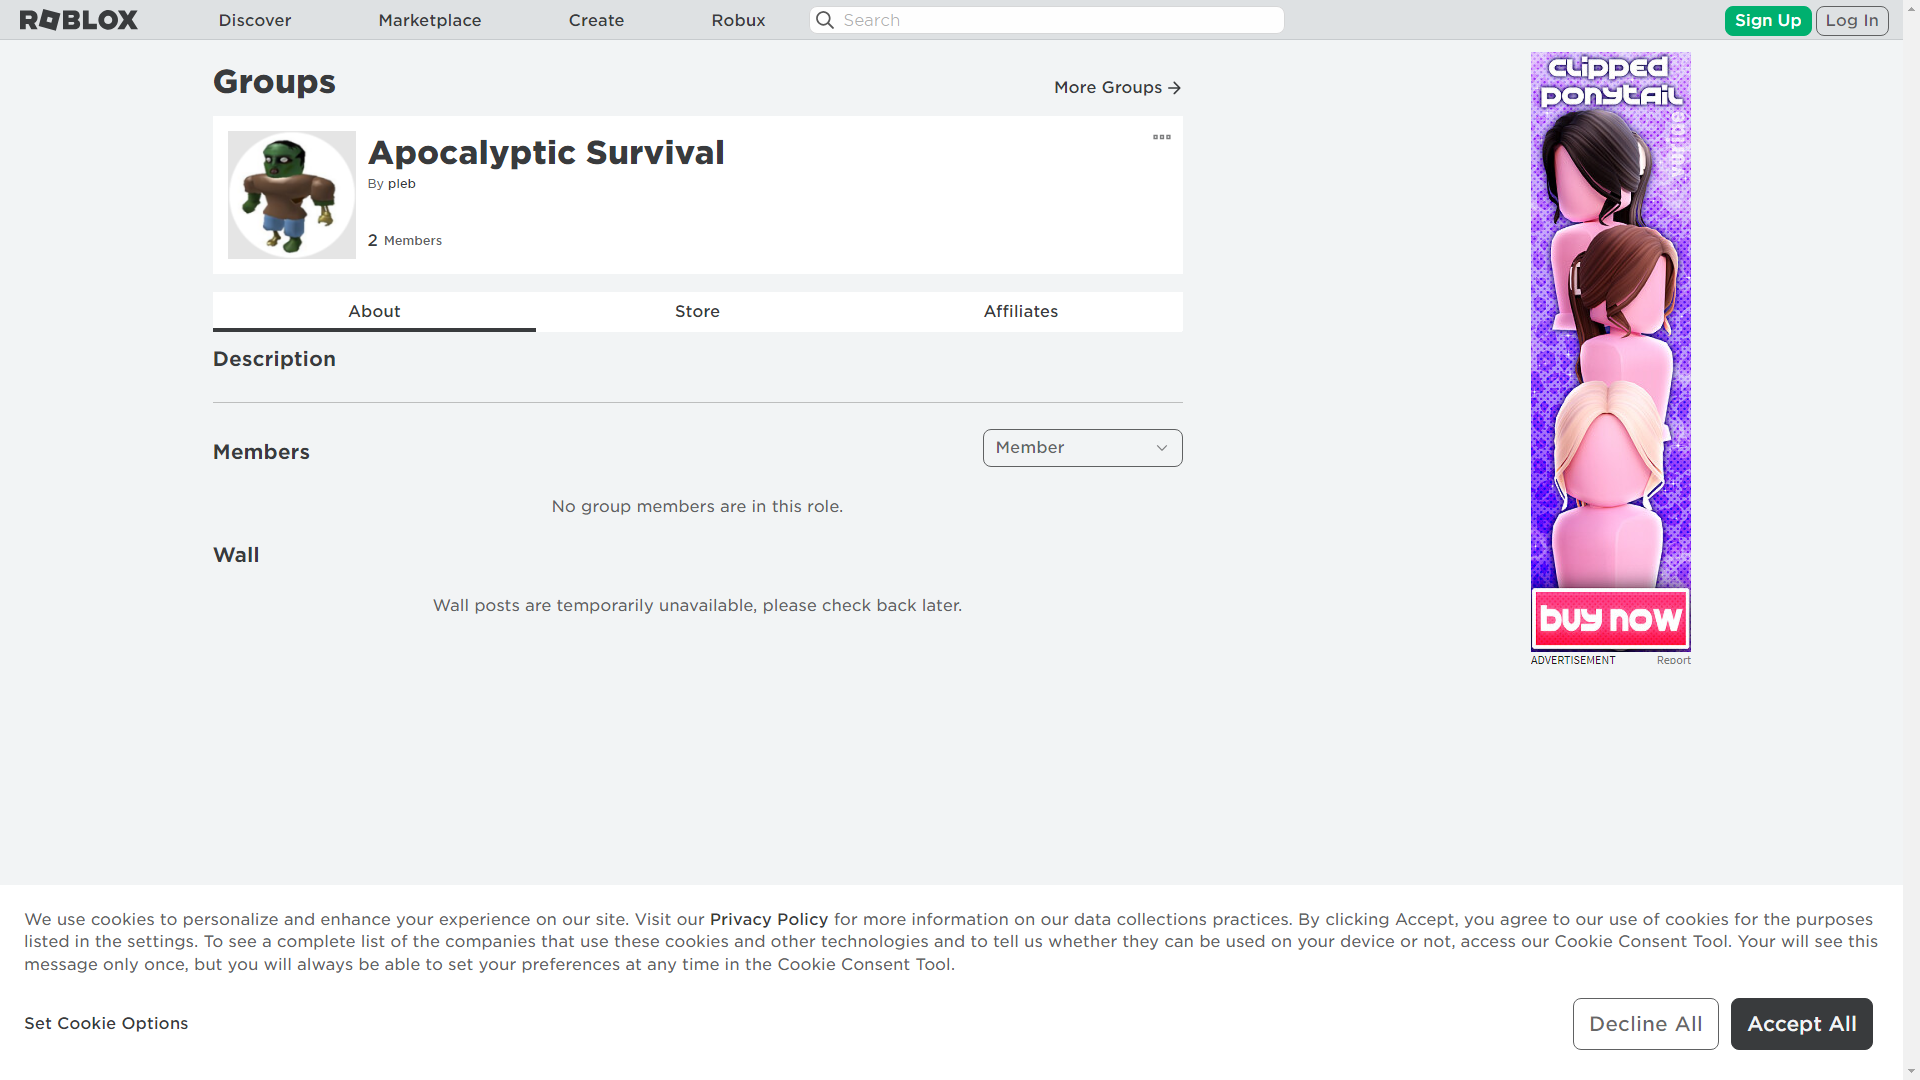 ROBLOX
Discover
Marketplace
Create
Robux
Search
Sign Up
Log In
Groups
More Groups
Apocalyptic Survival
By pleb
2 Members
About
Store
Affiliates
Description
Members
Member
No group members are in this role.
Wall
Wall posts are temporarily unavailable, please check back later.
clipped
ponytail
buy now
ADVERTISEMENT
Report
We use cookies to personalize and enhance your experience on our site. Visit our Privacy Policy for more information on our data collections practices. By clicking Accept, you agree to our use of cookies for the purposes
listed in the settings. To see a complete list of the companies that use these cookies and other technologies and to tell us whether they can be used on your device or not, access our Cookie Consent Tool. Your will see this
message only once, but you will always be able to set your preferences at any time in the Cookie Consent Tool.
Set Cookie Options
Decline All
Accept All